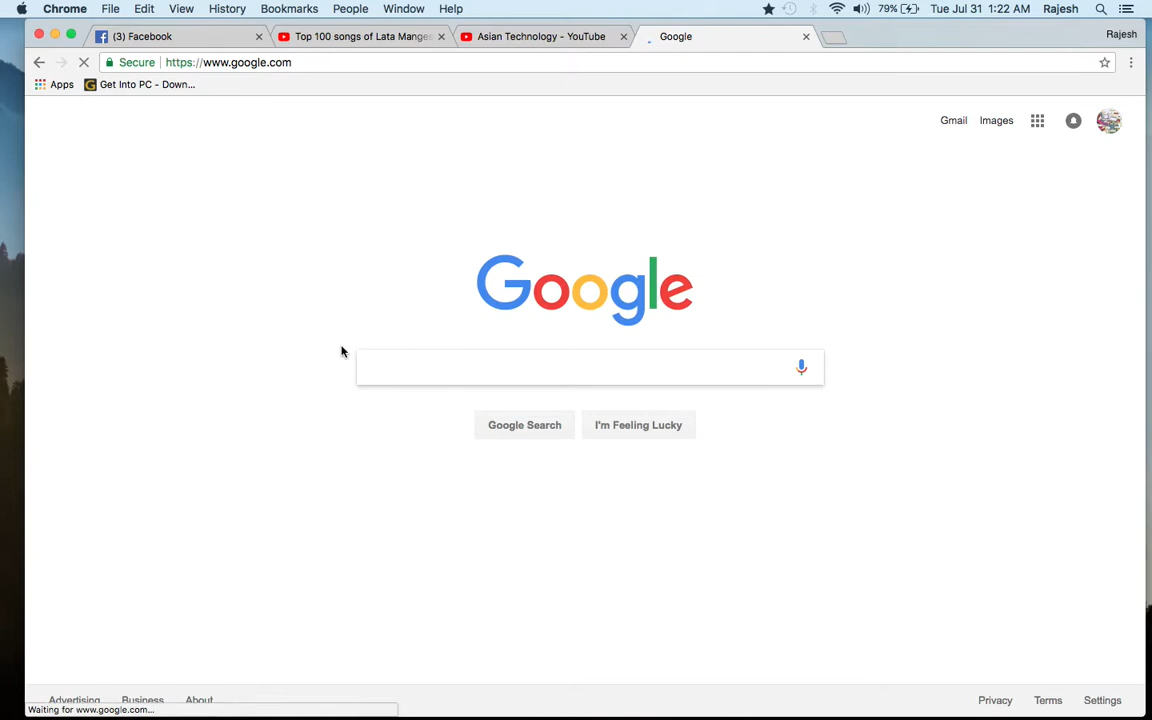 Chrome File Edit View History Bookmarks People Window Help 79% Tue Jul 31 1:22 AM Rajesh
(3) Facebook Top 100 songs of Lata Manges Asian Technology - YouTube Google Rajesh
Secure https://www.google.com
Apps Get Into PC - Down...
Gmail Images
Google
Google Search I'm Feeling Lucky
Advertising Business About Privacy Terms Settings
Waiting for www.google.com...